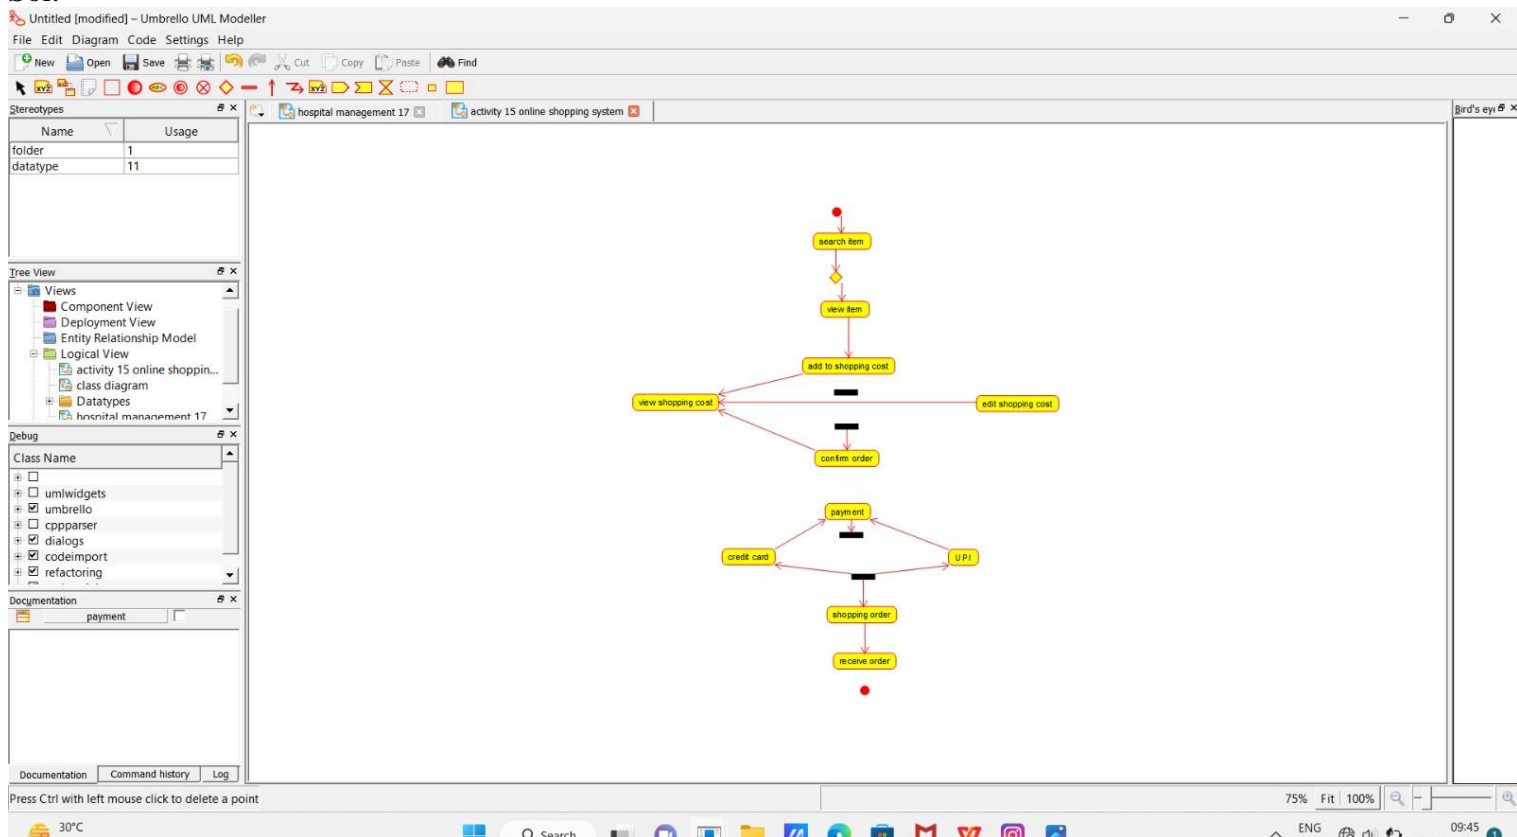 Untitled [modified] – Umbrello UML Modeller
File Edit Diagram Code Settings Help
New Open Save Cut Copy Paste Find
Stereotypes
Name Usage
folder 1
datatype 11
Tree View
Views
Component View
Deployment View
Entity Relationship Model
Logical View
activity 15 online shoppin...
class diagram
Datatypes
hospital management 17
Debug
Class Name
umlwidgets
umbrello
cppparser
dialogs
codeimport
refactoring
Documentation
payment
Documentation Command history Log
hospital management 17 activity 15 online shopping system
search item
view item
add to shopping cost
view shopping cost edit shopping cost
confirm order
payment
credit card UPI
shopping order
receive order
Bird's eye
Press Ctrl with left mouse click to delete a point
75% Fit 100%
30°C
Search
ENG
09:45